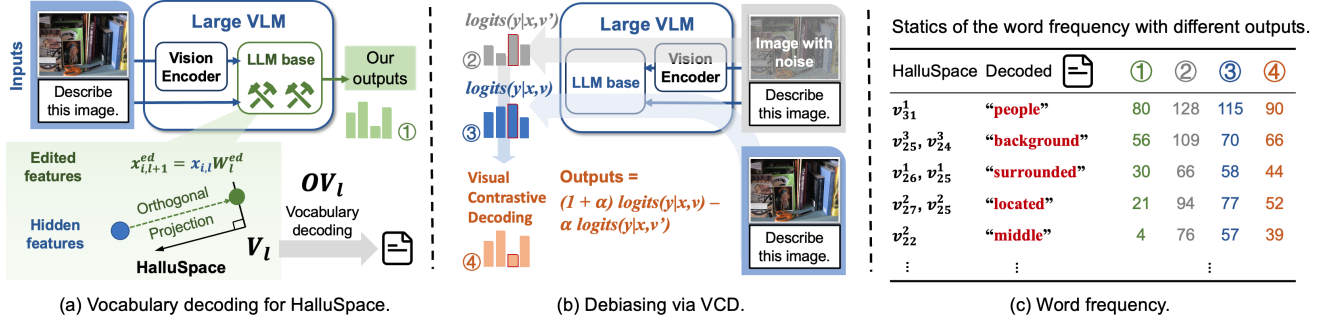 Inputs
Describe
this image.
Large VLM
Vision
Encoder
LLM base
Our
outputs
①
Edited
features
x^{ed}_{i,l+1} = x_{i,l}W^{ed}_l
Hidden
features
Orthogonal
Projection
HalluSpace
V_l
OV_l
Vocabulary
decoding
(a) Vocabulary decoding for HalluSpace.
logits(y|x,v’)
②
logits(y|x,v)
③
Visual
Contrastive
Decoding
④
Large VLM
LLM base
Vision
Encoder
Image with
noise
Describe
this image.
Outputs =
(1 + α) logits(y|x,v) –
α logits(y|x,v’)
Describe
this image.
(b) Debiasing via VCD.
Statics of the word frequency with different outputs.
HalluSpace Decoded ① ② ③ ④
v^1_{31} “people” 80 128 115 90
v^3_{25}, v^3_{24} “background” 56 109 70 66
v^1_{26}, v^1_{25} “surrounded” 30 66 58 44
v^2_{27}, v^2_{25} “located” 21 94 77 52
v^2_{22} “middle” 4 76 57 39
⋮ ⋮ ⋮
(c) Word frequency.